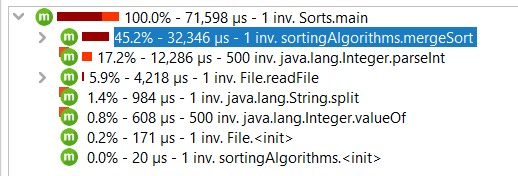 m 100.0% - 71,598 µs - 1 inv. Sorts.main
m 45.2% - 32,346 µs - 1 inv. sortingAlgorithms.mergeSort
m 17.2% - 12,286 µs - 500 inv. java.lang.Integer.parseInt
m 5.9% - 4,218 µs - 1 inv. File.readFile
m 1.4% - 984 µs - 1 inv. java.lang.String.split
m 0.8% - 608 µs - 500 inv. java.lang.Integer.valueOf
m 0.2% - 171 µs - 1 inv. File.<init>
m 0.0% - 20 µs - 1 inv. sortingAlgorithms.<init>